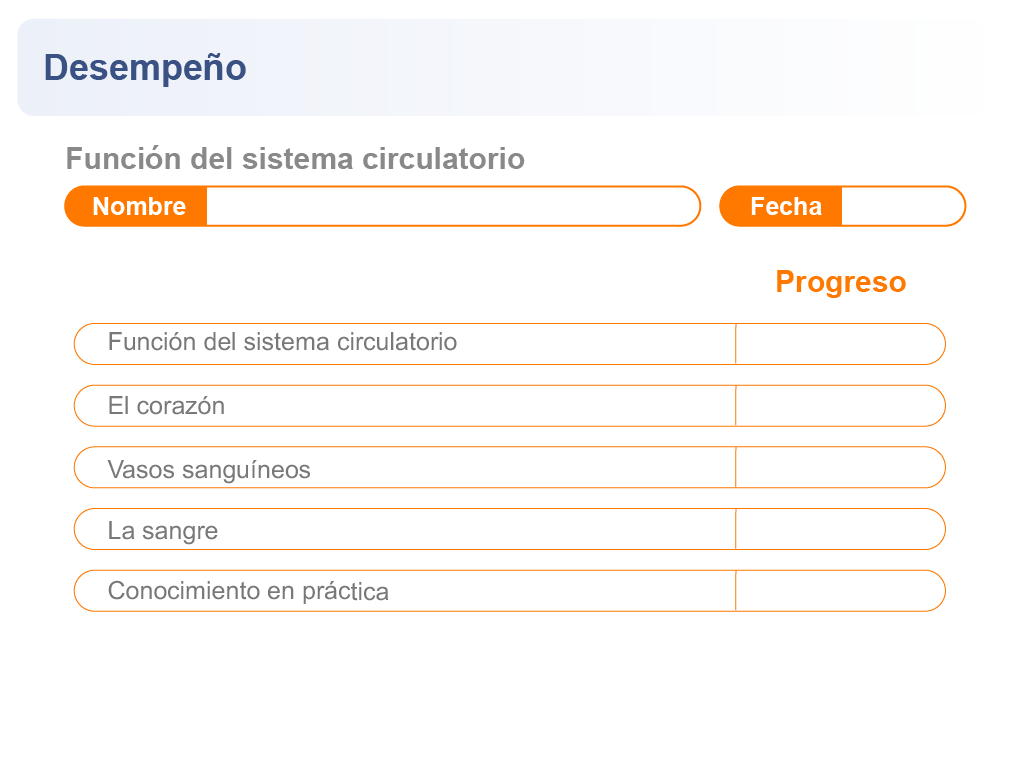 Desempeño
Función del sistema circulatorio
Nombre
Fecha
Progreso
Función del sistema circulatorio
El corazón
Vasos sanguíneos
La sangre
Conocimiento en práctica